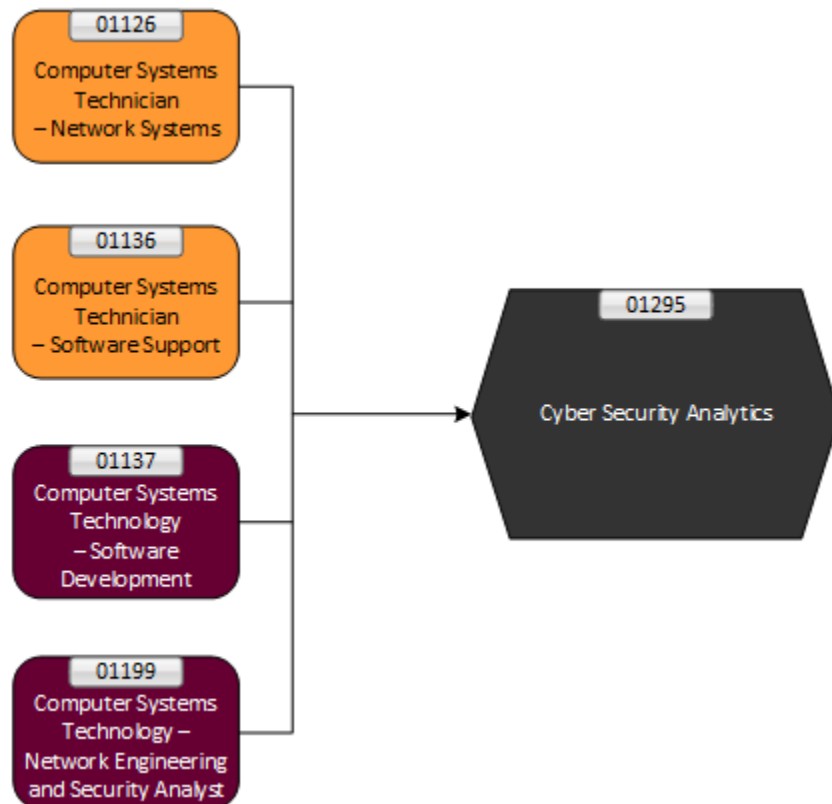 01126
Computer Systems
Technician
– Network Systems
01136
Computer Systems
Technician
– Software Support
01137
Computer Systems
Technology
– Software
Development
01199
Computer Systems
Technology –
Network Engineering
and Security Analyst
01295
Cyber Security Analytics